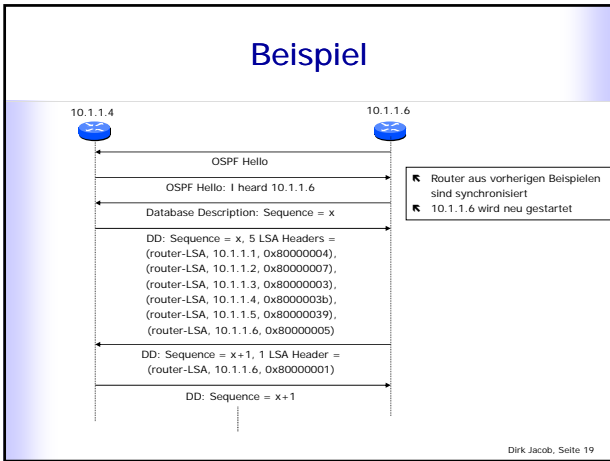 Beispiel
10.1.1.4
10.1.1.6
OSPF Hello
OSPF Hello: I heard 10.1.1.6
Database Description: Sequence = x
DD: Sequence = x, 5 LSA Headers =
(router-LSA, 10.1.1.1, 0x80000004),
(router-LSA, 10.1.1.2, 0x80000007),
(router-LSA, 10.1.1.3, 0x80000003),
(router-LSA, 10.1.1.4, 0x8000003b),
(router-LSA, 10.1.1.5, 0x80000039),
(router-LSA, 10.1.1.6, 0x80000005)
DD: Sequence = x+1, 1 LSA Header =
(router-LSA, 10.1.1.6, 0x80000001)
DD: Sequence = x+1
Router aus vorherigen Beispielen
sind synchronisiert
10.1.1.6 wird neu gestartet
Dirk Jacob, Seite 19